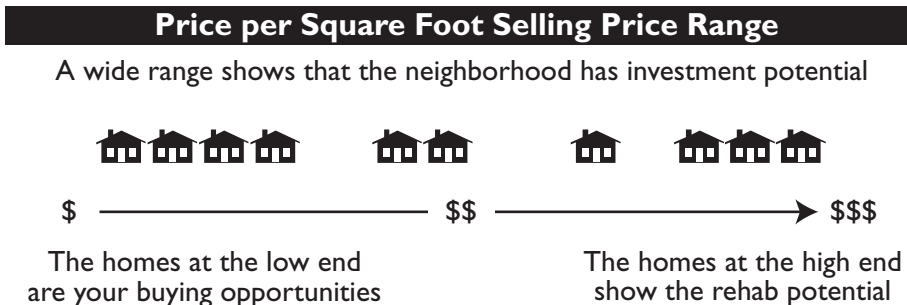 Price per Square Foot Selling Price Range
A wide range shows that the neighborhood has investment potential
$ $$ $$$
The homes at the low end
are your buying opportunities
The homes at the high end
show the rehab potential